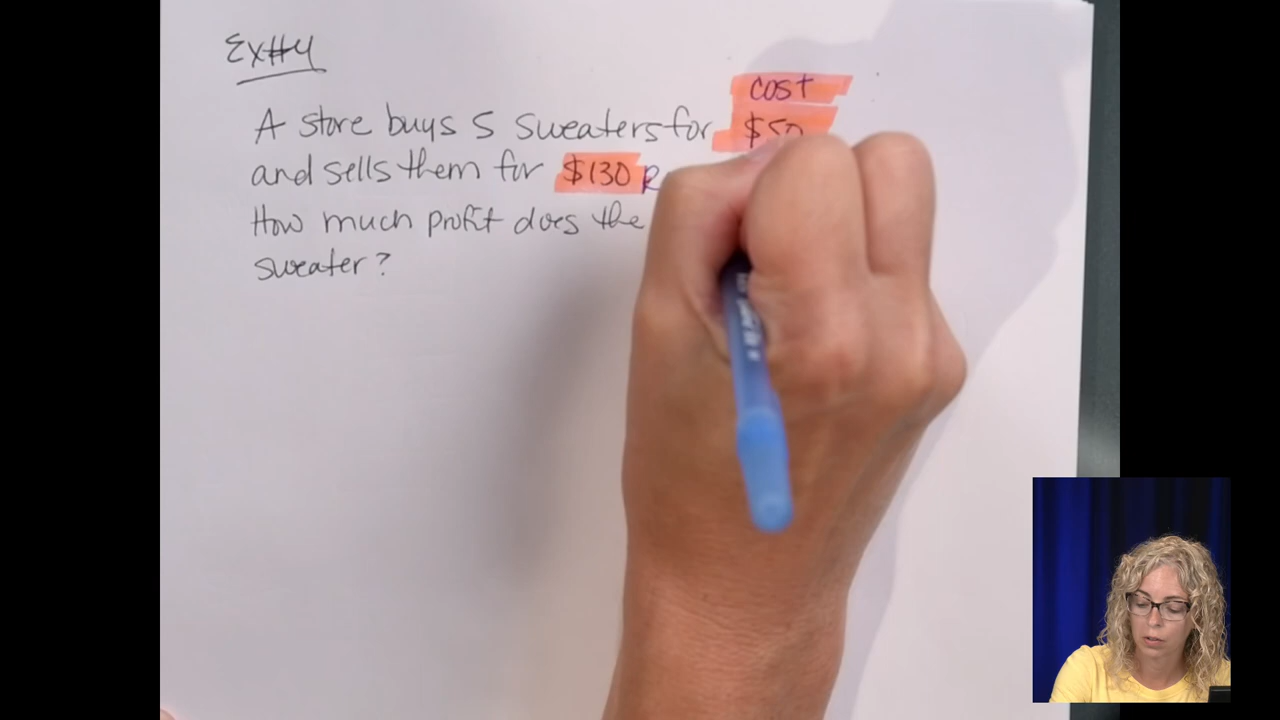 Ex#4
cost
A store buys 5 sweaters for $50
and sells them for $130 R
How much profit does the
sweater?